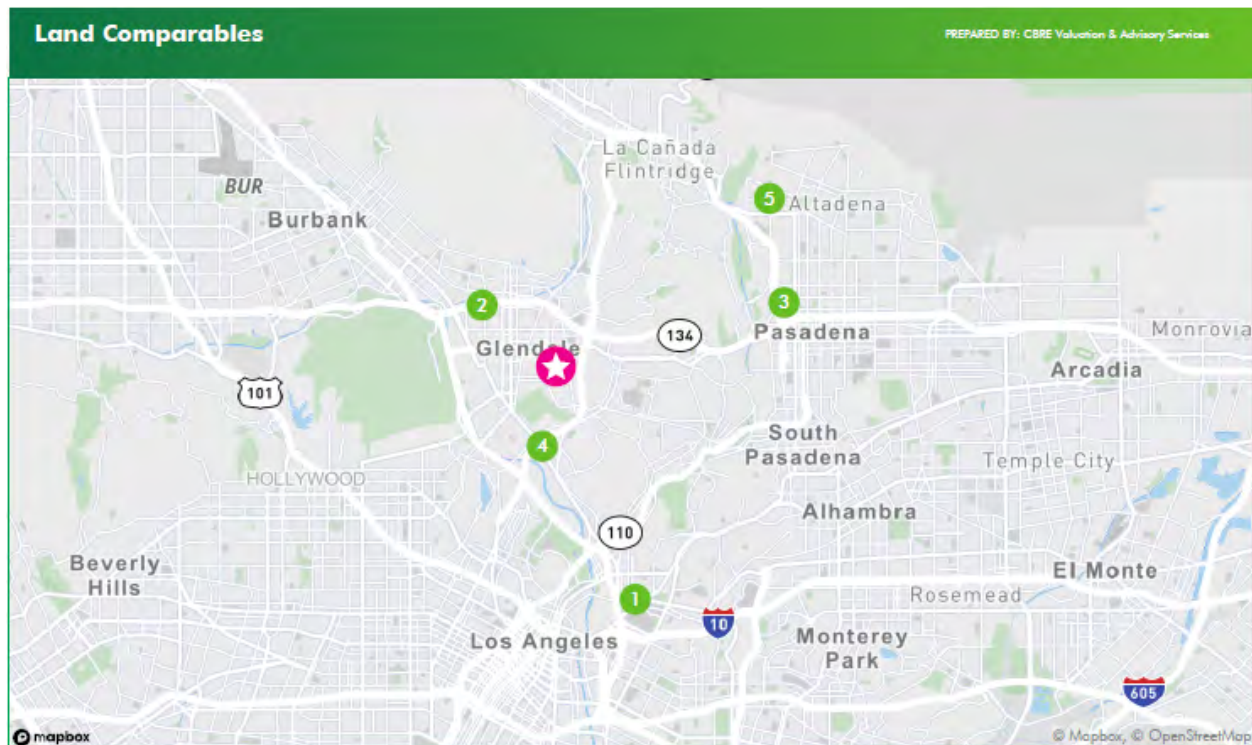 Land Comparables
PREPARED BY: CBRE Valuation & Advisory Services
La Cañada
Flintridge
BUR
5
Altadena
Burbank
2
3
134
Pasadena
Monrovia
Glendale
101
Arcadia
4
South
Pasadena
Temple City
HOLLYWOOD
110
Alhambra
Beverly
Hills
El Monte
1
Rosemead
10
Los Angeles
Monterey
Park
605
mapbox
© Mapbox, © OpenStreetMap